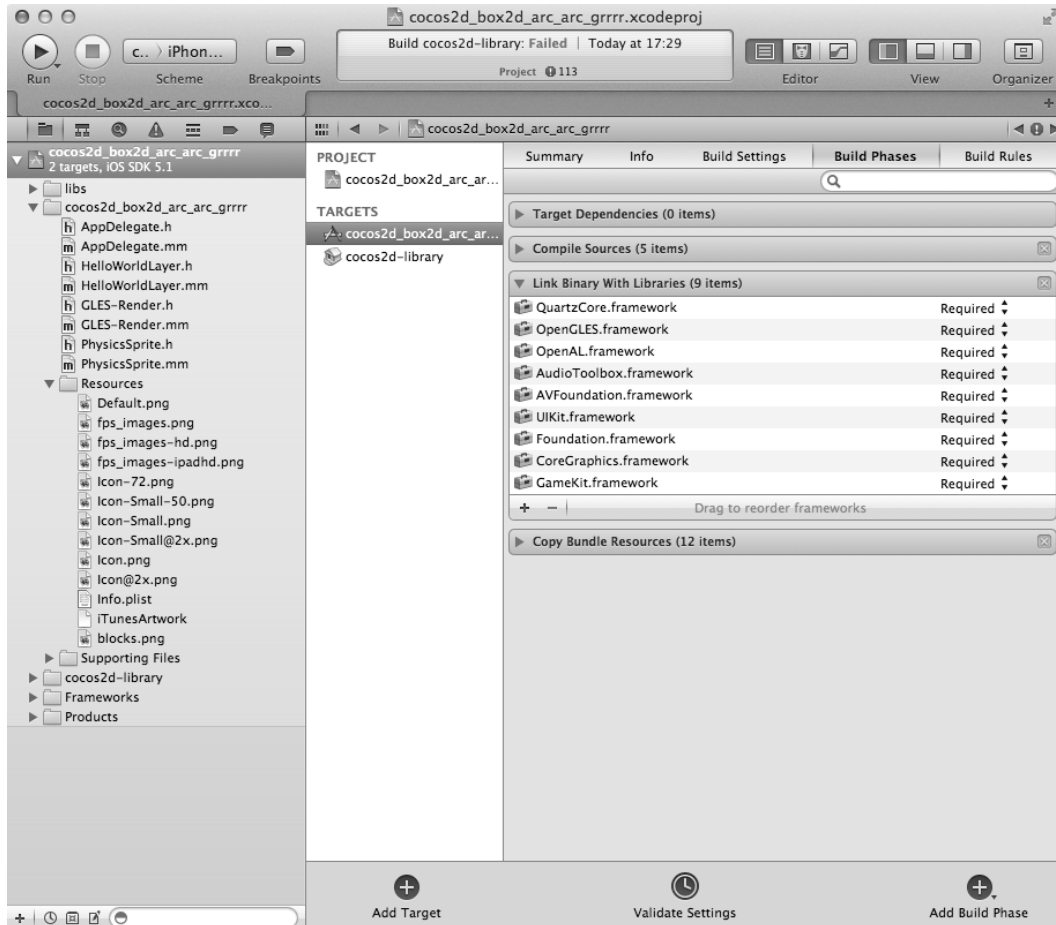 cocos2d_box2d_arc_arc_grrrr.xcodeproj
Build cocos2d-library: Failed | Today at 17:29
Project 113
c.. iPhon...
Run
Stop
Scheme
Breakpoints
Editor
View
Organizer
cocos2d_box2d_arc_arc_grrrr.xco...
cocos2d_box2d_arc_arc_grrrr
2 targets, iOS SDK 5.1
libs
cocos2d_box2d_arc_arc_grrrr
h AppDelegate.h
m AppDelegate.mm
h HelloWorldLayer.h
m HelloWorldLayer.mm
h GLES-Render.h
m GLES-Render.mm
h PhysicsSprite.h
m PhysicsSprite.mm
Resources
Default.png
fps_images.png
fps_images-hd.png
fps_images-ipadhd.png
Icon-72.png
Icon-Small-50.png
Icon-Small.png
Icon-Small@2x.png
Icon.png
Icon@2x.png
Info.plist
iTunesArtwork
blocks.png
Supporting Files
cocos2d-library
Frameworks
Products
cocos2d_box2d_arc_arc_grrrr
PROJECT
cocos2d_box2d_arc_ar...
TARGETS
cocos2d_box2d_arc_ar...
cocos2d-library
Summary
Info
Build Settings
Build Phases
Build Rules
Target Dependencies (0 items)
Compile Sources (5 items)
Link Binary With Libraries (9 items)
QuartzCore.framework Required
OpenGLES.framework Required
OpenAL.framework Required
AudioToolbox.framework Required
AVFoundation.framework Required
UIKit.framework Required
Foundation.framework Required
CoreGraphics.framework Required
GameKit.framework Required
+ − Drag to reorder frameworks
Copy Bundle Resources (12 items)
Add Target
Validate Settings
Add Build Phase